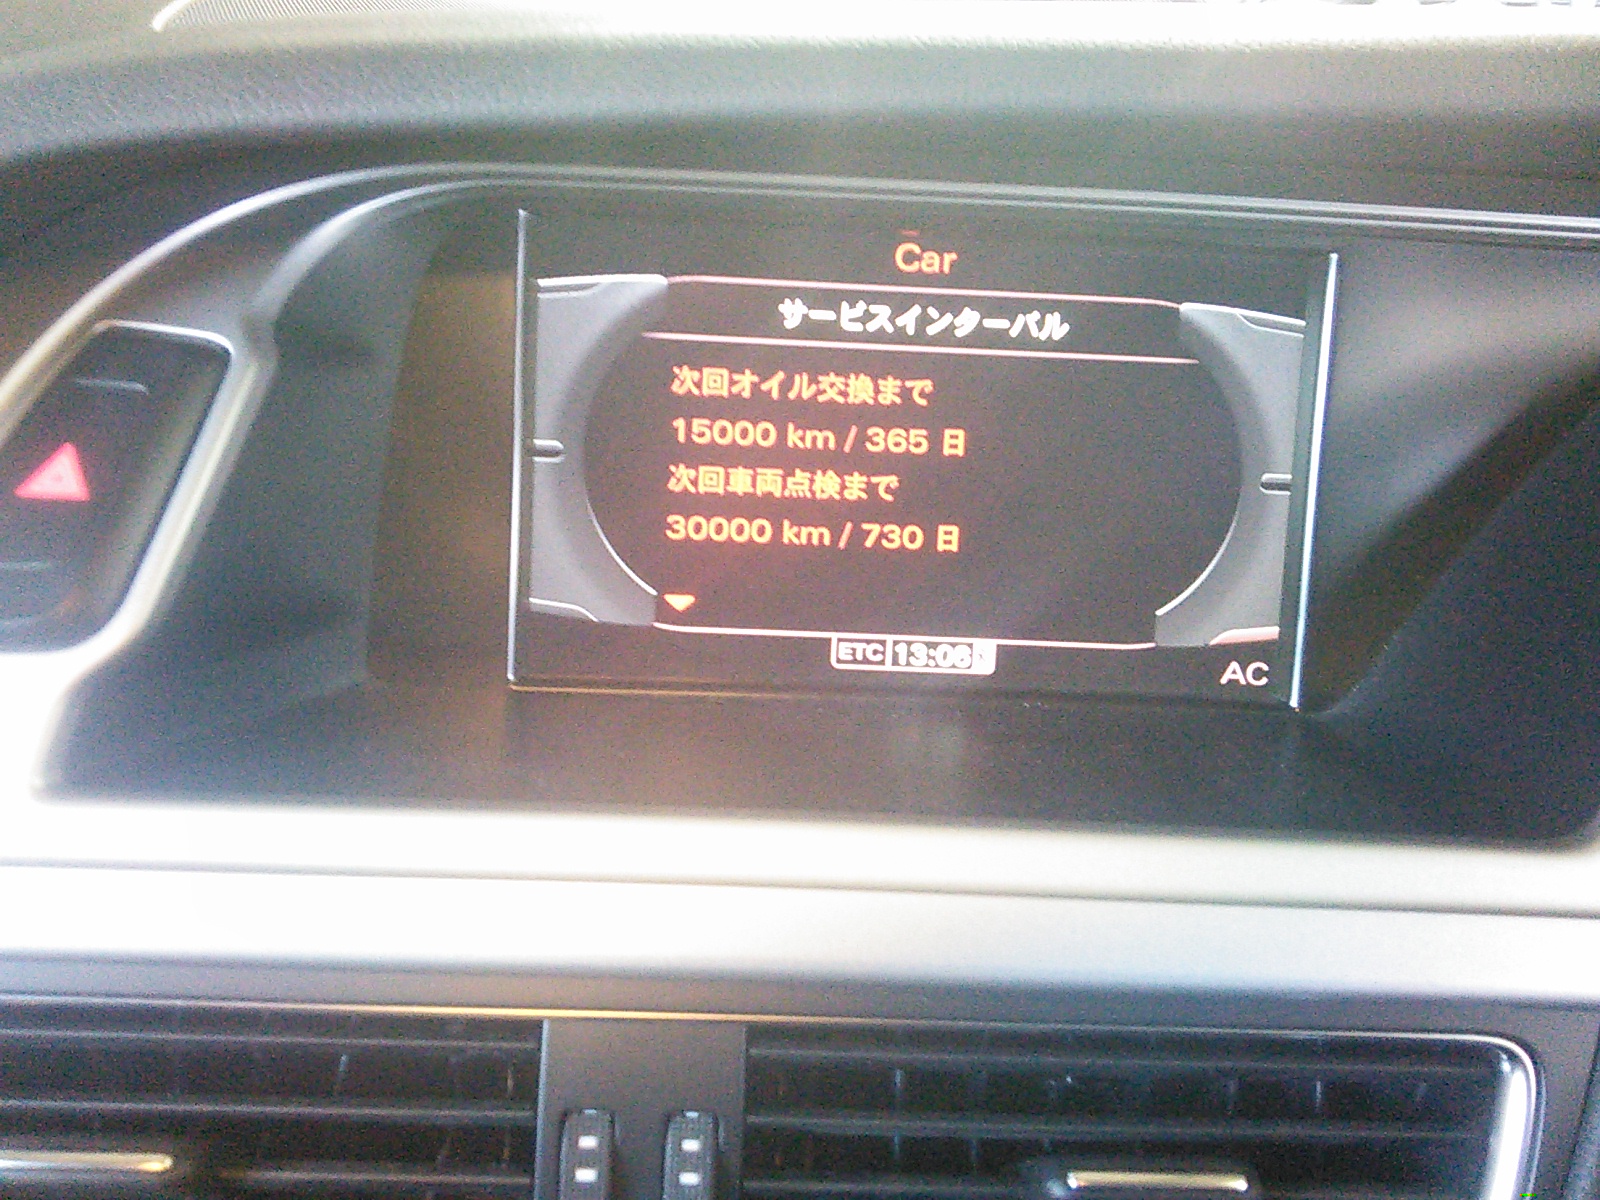 Car
サービスインターバル
次回オイル交換まで
15000 km / 365 日
次回車両点検まで
30000 km / 730 日
ETC 13:06
AC